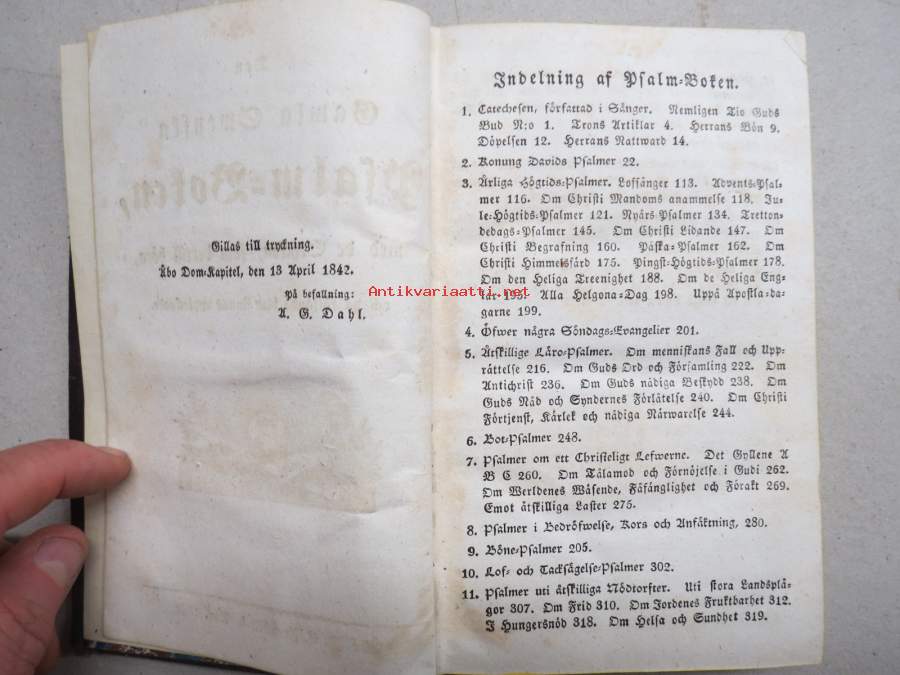 Gillas till tryckning.
Åbo Dom-Kapitel, den 13 April 1842.
På befallning:
A. G. Dahl.
Antikvariaatti.net
Indelning af Psalm-Boken.
1. Catechesen, författad i Sånger. Nemligen Tio Guds
Bud N:o 1. Trons Artiklar 4. Herrans Bön 9.
Döpelsen 12. Herrans Nattward 14.
2. Konung Davids Psalmer 22.
3. Årliga Högtids-Psalmer. Loffånger 113. Advents-Psal-
mer 116. Om Christi Mandoms anammelse 118. Ju-
le-Högtids-Psalmer 121. Nyårs-Psalmer 134. Tretton-
dedags-Psalmer 145. Om Christi Lidande 147. Om
Christi Begrafning 160. Påska-Psalmer 162. Om
Christi Himmelsfärd 175. Pingst-Högtids-Psalmer 178.
Om den Heliga Treenighet 188. Om de Heliga Eng-
lar 195. Alla Helgona-Dag 198. Uppå Apostla-da-
garne 199.
4. Öfwer några Söndags-Evangelier 201.
5. Åtskillige Läro-Psalmer. Om menniskans Fall och Upp-
rättelse 216. Om Guds Ord och Församling 222. Om
Antichrist 236. Om Guds nådiga Beskydd 238. Om
Guds Nåd och Syndernes Förlåtelse 240. Om Christi
Förtjenst, Kärlek och nådiga Närwarelse 244.
6. Bot-Psalmer 248.
7. Psalmer om ett Christeligt Lefwerne. Det Gyllene A
B C 260. Om Tålamod och Förnöjelse i Gudi 262.
Om Werldenes Wäsende, Fåfänglighet och Förakt 269.
Emot åtskilliga Laster 275.
8. Psalmer i Bedröfwelse, Kors och Anfäktning, 280.
9. Böne-Psalmer 205.
10. Lof- och Tacksägelse-Psalmer 302.
11. Psalmer uti åtskilliga Nödtorfter. Uti stora Landsplå-
gor 307. Om Frid 310. Om Jordenes Fruktbarhet 312.
I Hungersnöd 318. Om Helsa och Sundhet 319.